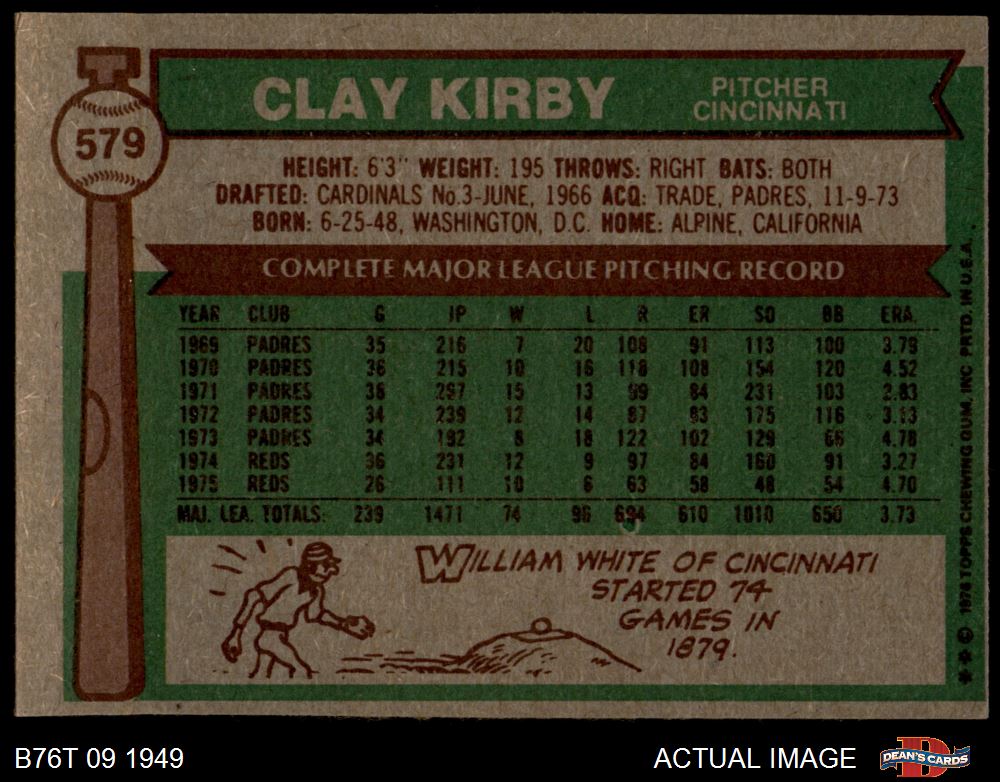 579
CLAY KIRBY
PITCHER
CINCINNATI
HEIGHT: 6'3" WEIGHT: 195 THROWS: RIGHT BATS: BOTH
DRAFTED: CARDINALS No.3-JUNE, 1966 ACQ: TRADE, PADRES, 11-9-73
BORN: 6-25-48, WASHINGTON, D.C. HOME: ALPINE, CALIFORNIA
COMPLETE MAJOR LEAGUE PITCHING RECORD
YEAR CLUB G IP W L R ER SO BB ERA
1969 PADRES 35 216 7 20 108 91 113 100 3.79
1970 PADRES 36 215 10 16 118 108 154 120 4.52
1971 PADRES 38 267 15 13 99 84 231 103 2.83
1972 PADRES 34 239 12 14 87 83 175 116 3.13
1973 PADRES 34 192 8 18 122 102 129 66 4.78
1974 REDS 36 231 12 9 97 84 160 91 3.27
1975 REDS 26 111 10 6 63 58 48 54 4.70
MAJ. LEA. TOTALS 239 1471 74 96 694 610 1010 650 3.73
WILLIAM WHITE OF CINCINNATI
STARTED 74
GAMES IN
1879.
*** © 1976 TOPPS CHEWING GUM, INC PRTD. IN U.S.A.
B76T 09 1949
ACTUAL IMAGE
D
DEAN'S CARDS